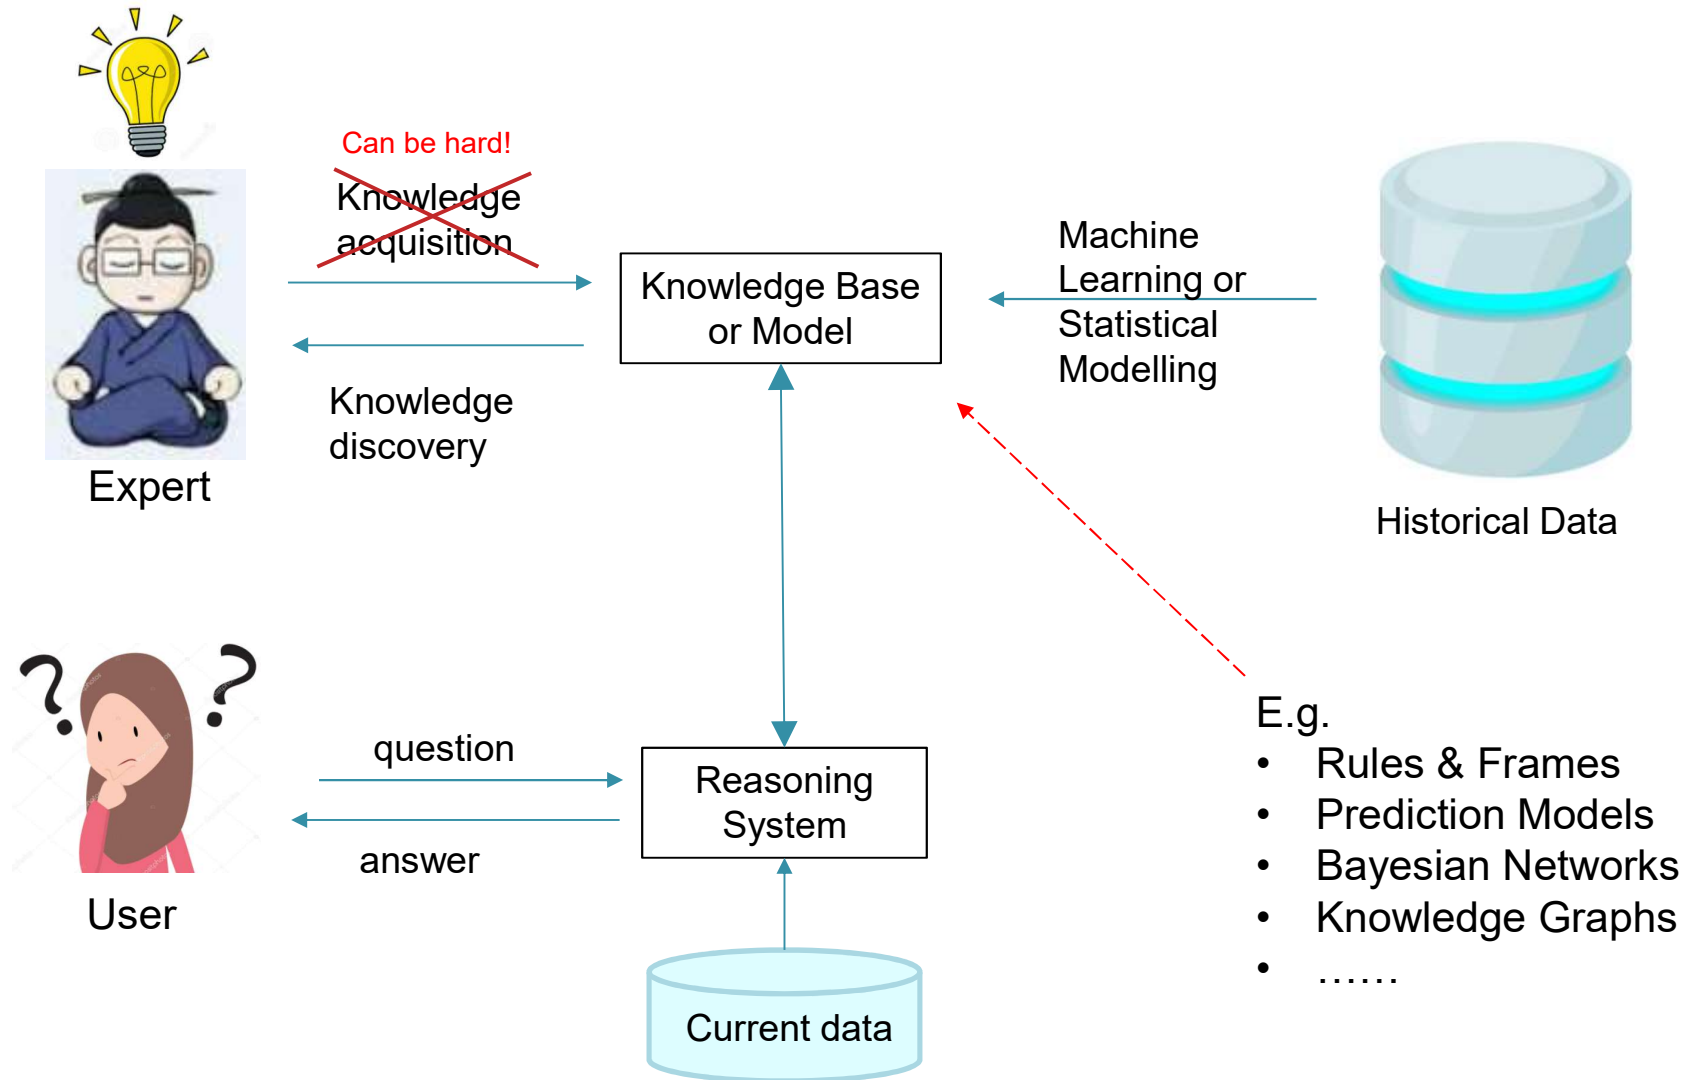 Can be hard!
Knowledge
acquisition
Knowledge
discovery
Expert
Knowledge Base
or Model
Machine
Learning or
Statistical
Modelling
Historical Data
question
answer
User
Reasoning
System
Current data
E.g.
• Rules & Frames
• Prediction Models
• Bayesian Networks
• Knowledge Graphs
• ......